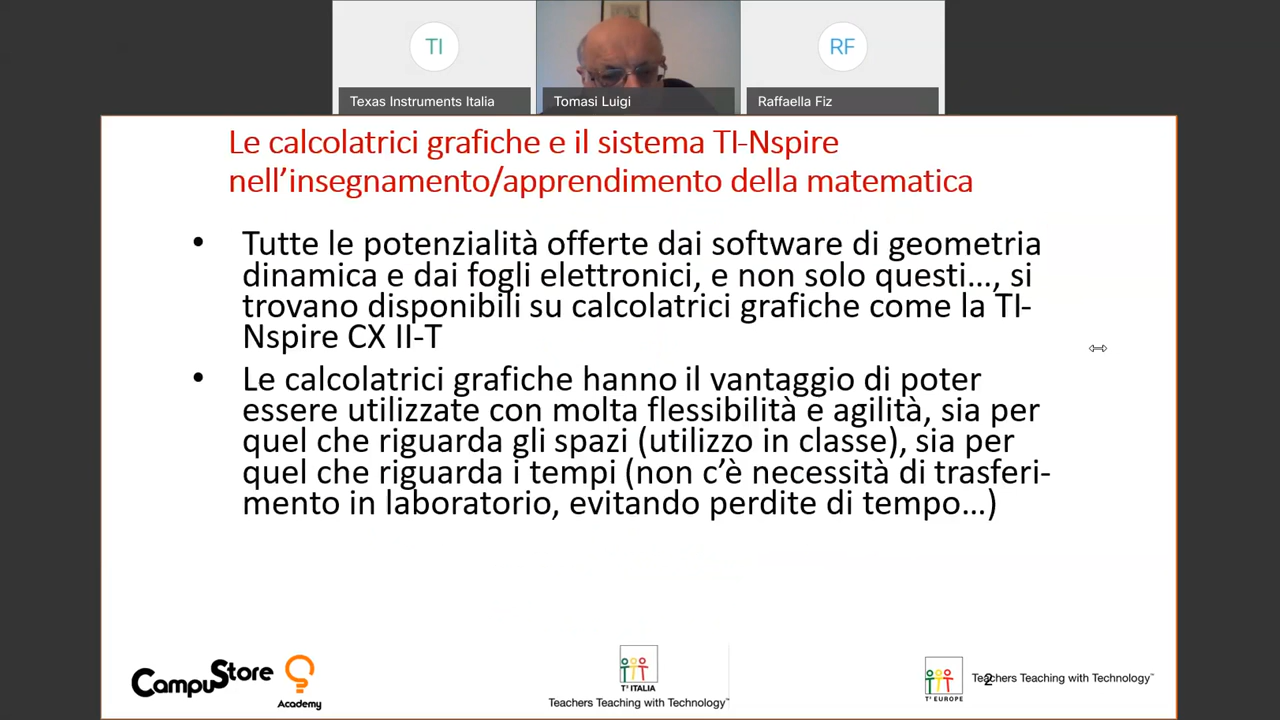 TI
RF
Texas Instruments Italia
Tomasi Luigi
Raffaella Fiz
Le calcolatrici grafiche e il sistema TI-Nspire
nell’insegnamento/apprendimento della matematica
• Tutte le potenzialità offerte dai software di geometria
dinamica e dai fogli elettronici, e non solo questi…, si
trovano disponibili su calcolatrici grafiche come la TI-
Nspire CX II-T
• Le calcolatrici grafiche hanno il vantaggio di poter
essere utilizzate con molta flessibilità e agilità, sia per
quel che riguarda gli spazi (utilizzo in classe), sia per
quel che riguarda i tempi (non c’è necessità di trasferi-
mento in laboratorio, evitando perdite di tempo…)
CampuStore
Academy
T³ ITALIA
Teachers Teaching with Technology™
T³ EUROPE
Teachers Teaching with Technology™
2